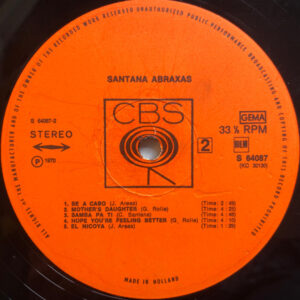 ALL RIGHTS OF THE MANUFACTURER AND OF THE OWNER OF THE RECORDED WORK RESERVED UNAUTHORIZED PUBLIC PERFORMANCE, BROADCASTING AND COPYING OF THIS RECORD PROHIBITED
SANTANA ABRAXAS
CBS
S 64087-2
STEREO
P 1970
2
GEMA
33 ⅓ RPM
BIEM
S 64087
(KC 30130)
1. SE A CABO (J. Areas) (Time: 2 49)
2. MOTHER'S DAUGHTER (G. Rolie) (Time: 4 25)
3. SAMBA PA TI (C. Santana) (Time: 4 45)
4. HOPE YOU'RE FEELING BETTER (G. Rolie) (Time: 4 10)
5. EL NICOYA (J. Areas) (Time: 1 29)
MADE IN HOLLAND